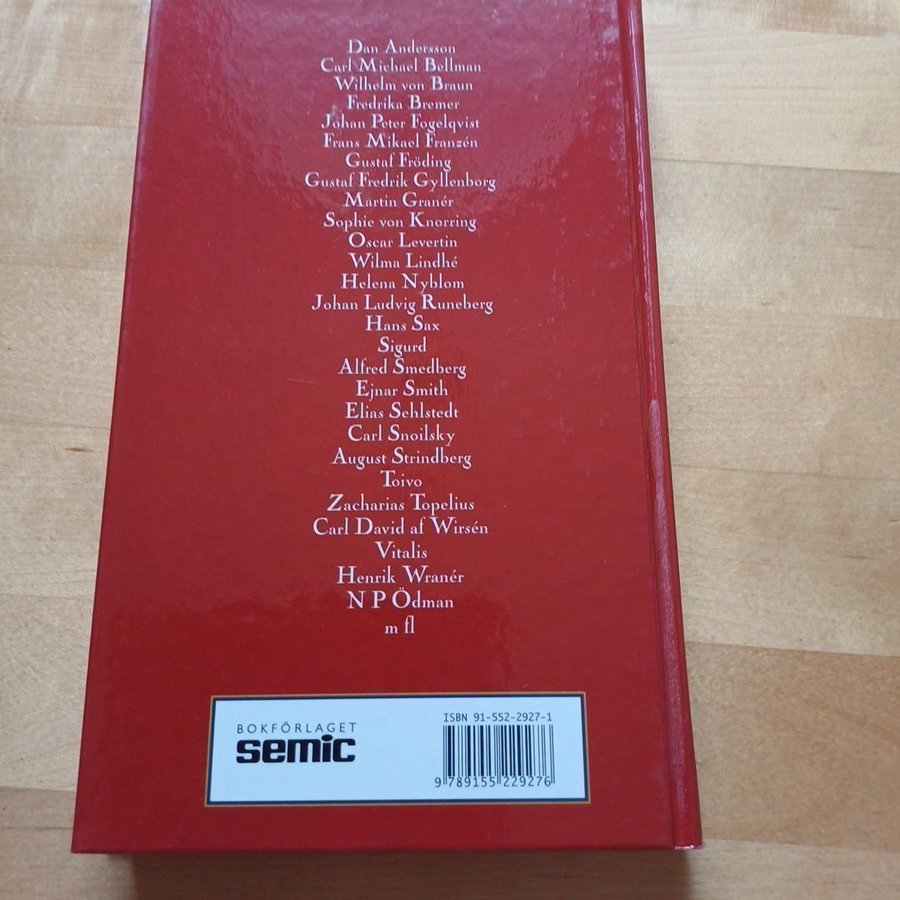 Dan Andersson
Carl Michael Bellman
Wilhelm von Braun
Fredrika Bremer
Johan Peter Fogelqvist
Frans Mikael Franzén
Gustaf Fröding
Gustaf Fredrik Gyllenborg
Martin Granér
Sophie von Knorring
Oscar Levertin
Wilma Lindhé
Helena Nyblom
Johan Ludvig Runeberg
Hans Sax
Sigurd
Alfred Smedberg
Ejnar Smith
Elias Sehlstedt
Carl Snoilsky
August Strindberg
Toivo
Zacharias Topelius
Carl David af Wirsén
Vitalis
Henrik Wranér
N P Ödman
m fl
BOKFÖRLAGET
semic
ISBN 91-552-2927-1
9 789155 229276